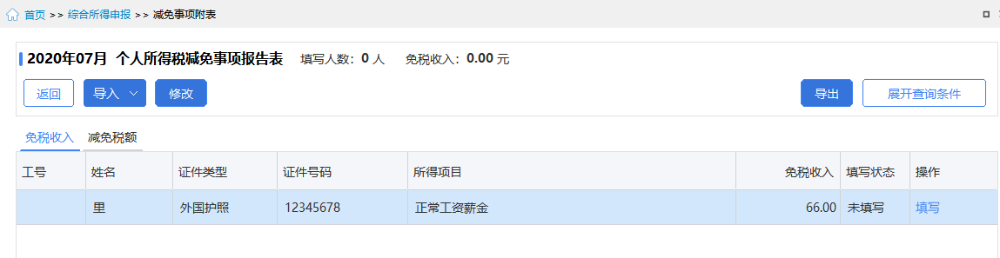 首页 >> 综合所得申报 >> 减免事项附表
2020年07月 个人所得税减免事项报告表 填写人数：0 人 免税收入：0.00 元
返回 导入 修改 导出 展开查询条件
免税收入 减免税额
工号 姓名 证件类型 证件号码 所得项目 免税收入 填写状态 操作
里 外国护照 12345678 正常工资薪金 66.00 未填写 填写